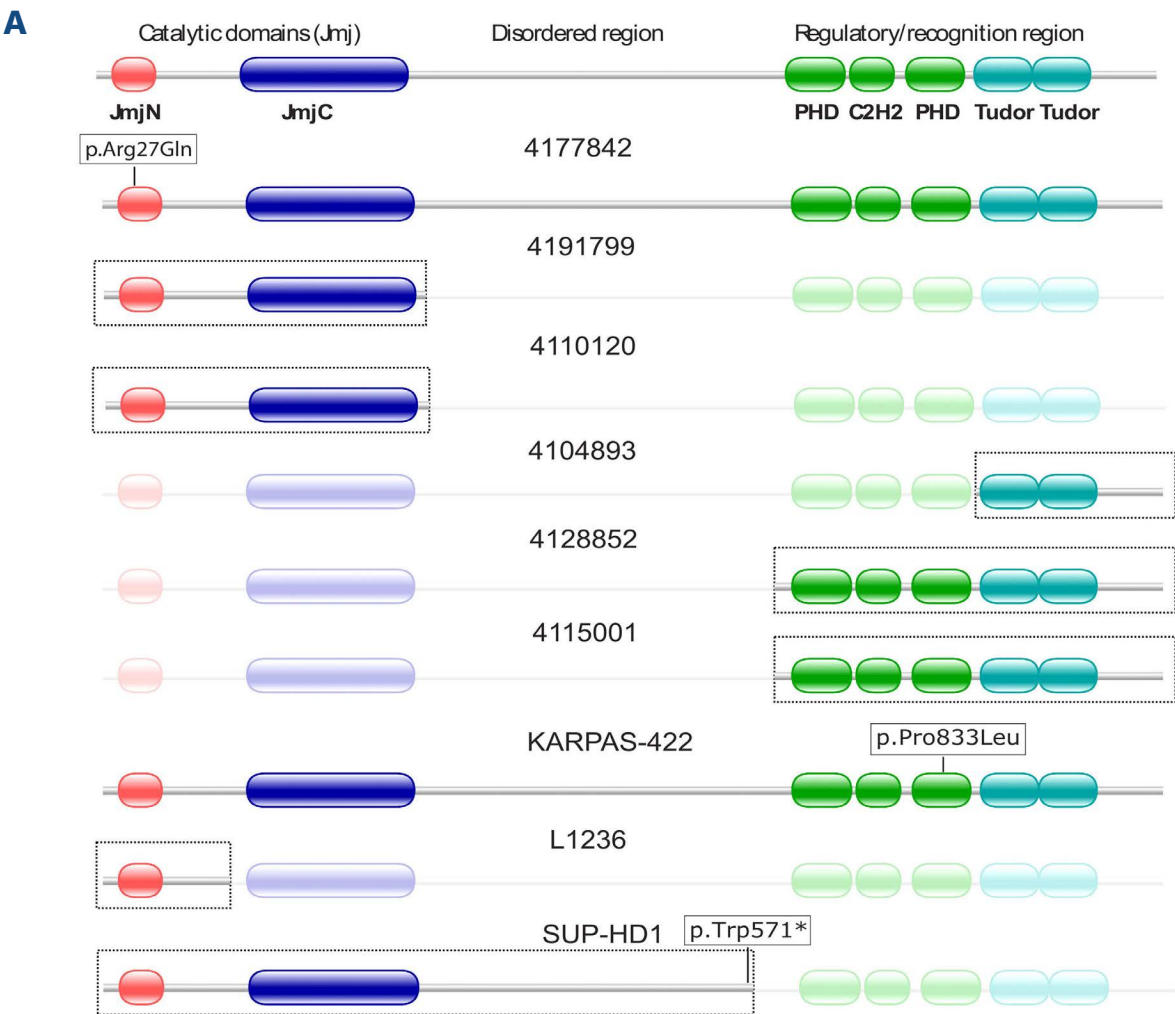 A
Catalytic domains (Jmj) Disordered region Regulatory/recognition region
JmjN JmjC PHD C2H2 PHD Tudor Tudor
p.Arg27Gln
4177842
4191799
4110120
4104893
4128852
4115001
KARPAS-422
p.Pro833Leu
L1236
SUP-HD1
p.Trp571*